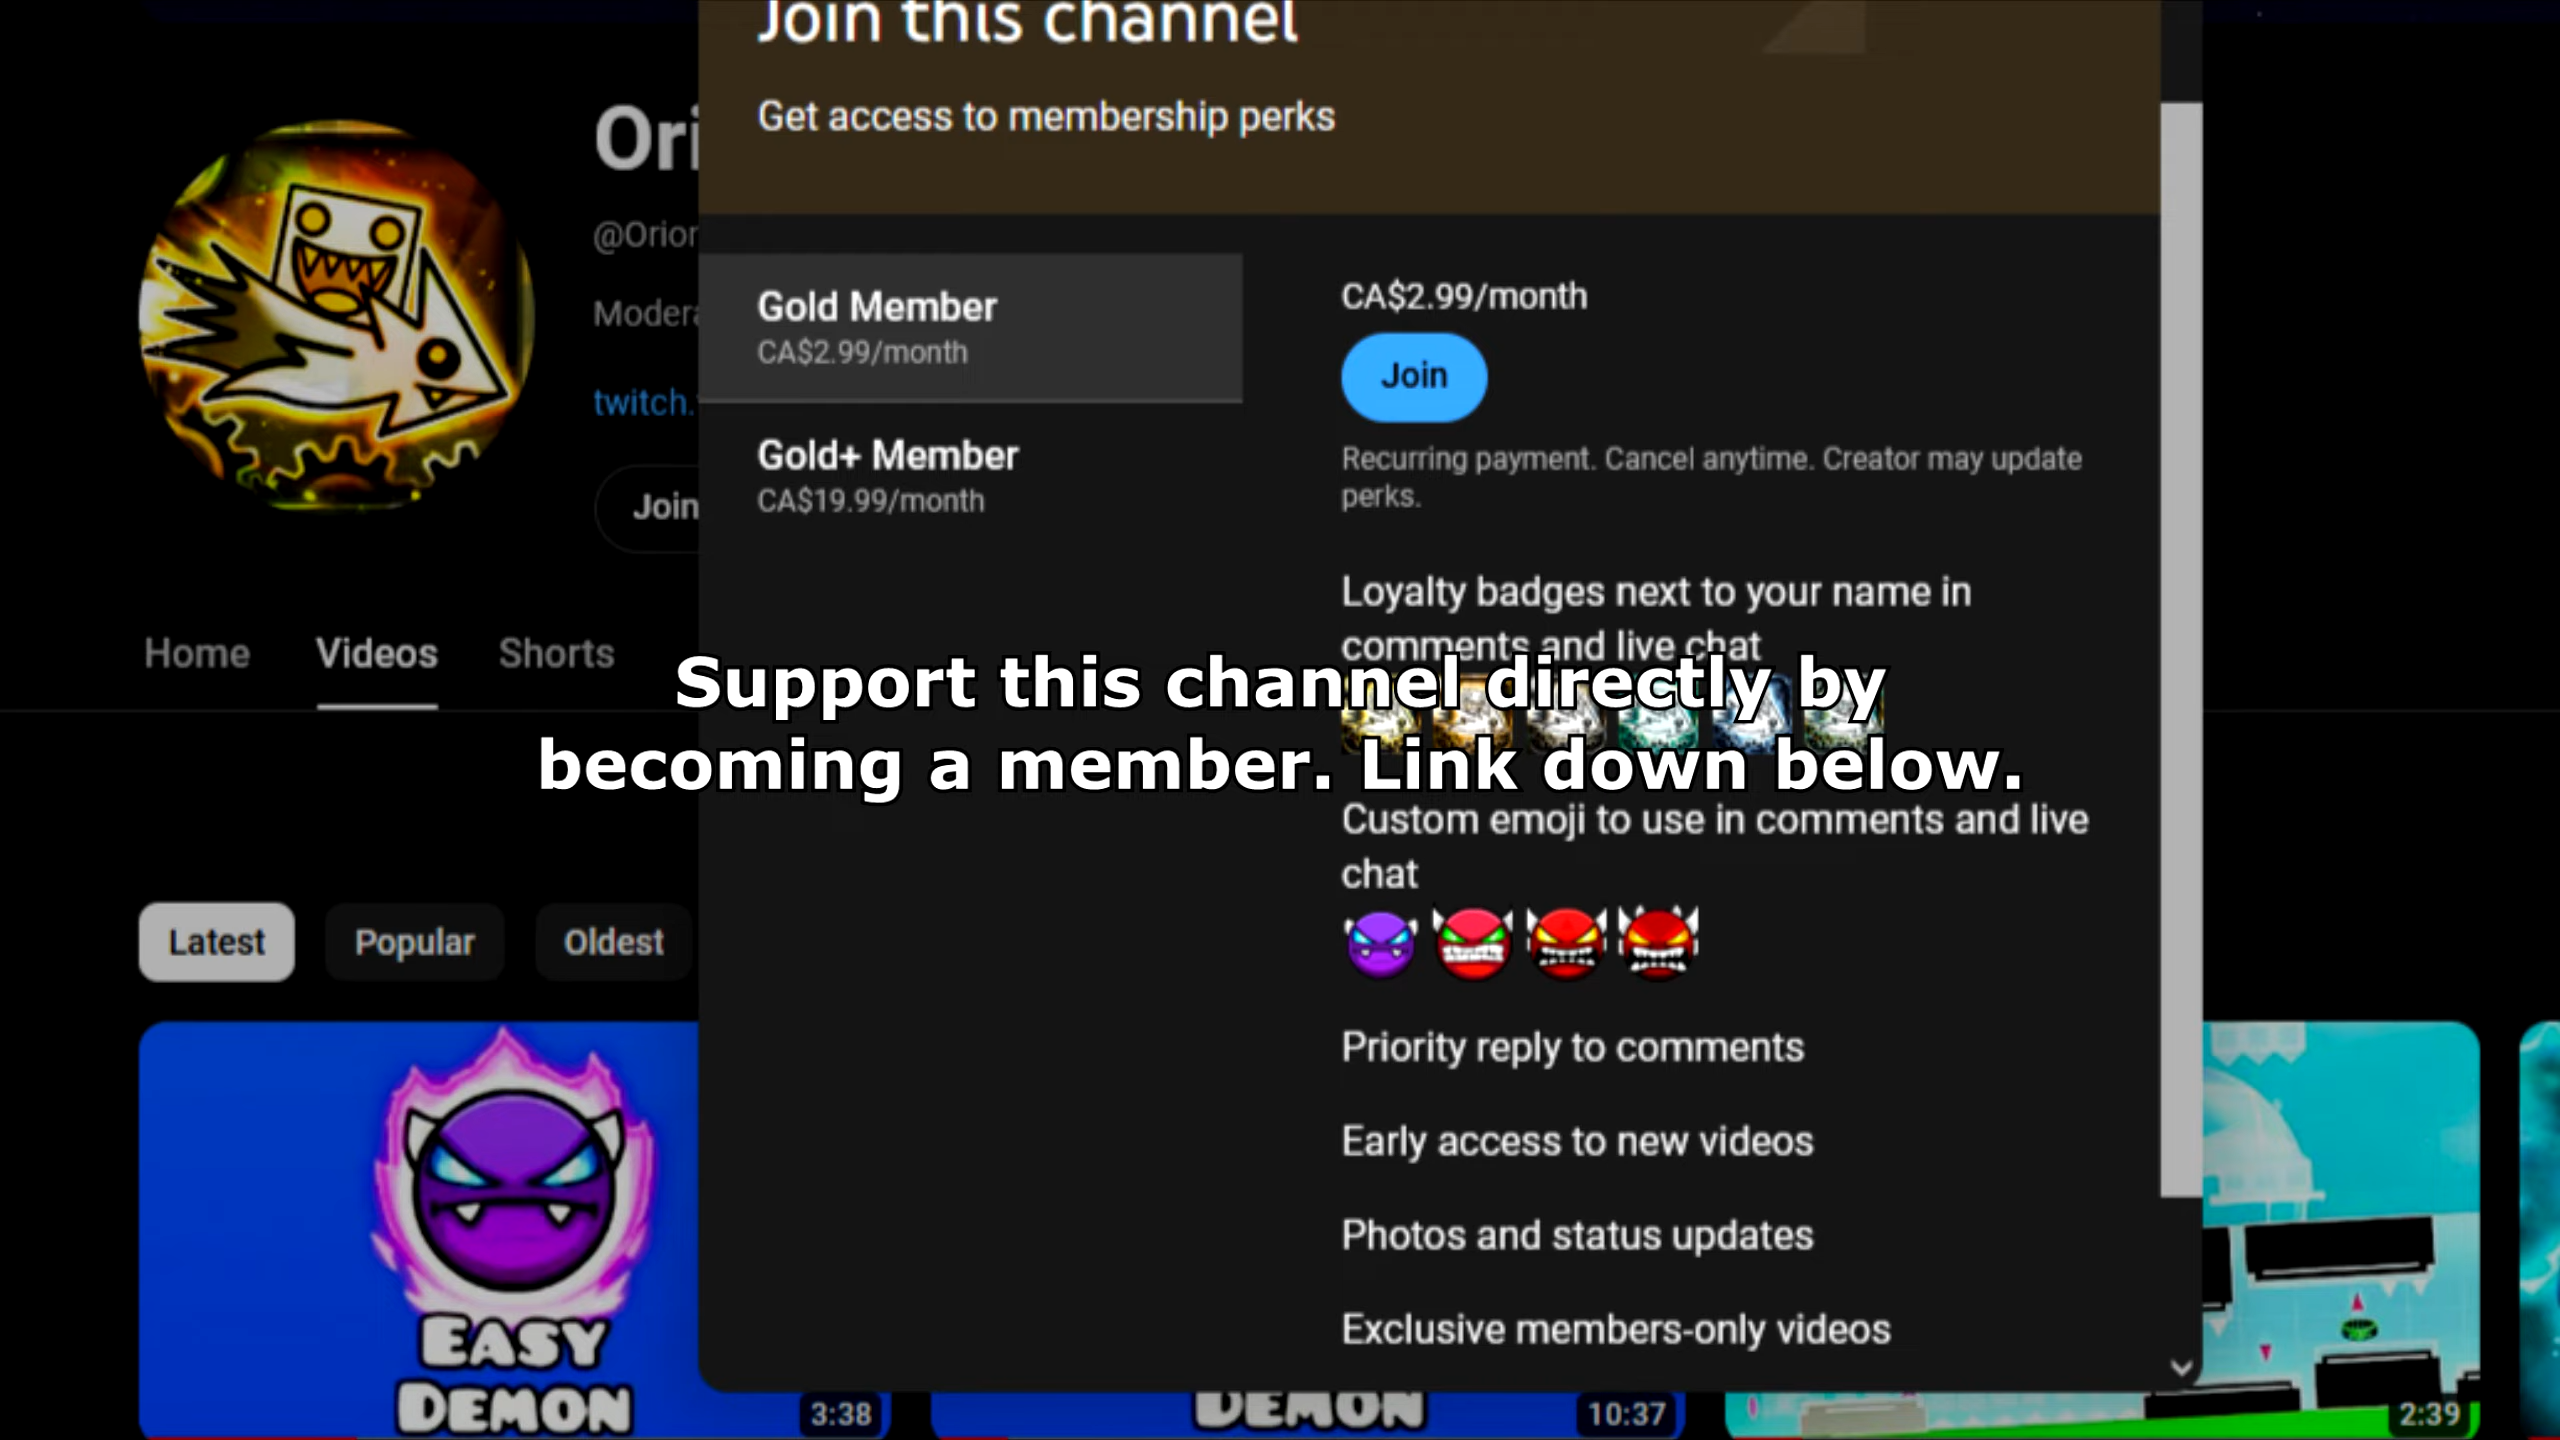 Join this channel
Get access to membership perks
Ori
@Orior
Modera
twitch.
Join
Home
Videos
Shorts
Latest
Popular
Oldest
Gold Member
CA$2.99/month
Gold+ Member
CA$19.99/month
CA$2.99/month
Join
Recurring payment. Cancel anytime. Creator may update
perks.
Loyalty badges next to your name in
comments and live chat
Support this channel directly by
becoming a member. Link down below.
Custom emoji to use in comments and live
chat
Priority reply to comments
Early access to new videos
Photos and status updates
Exclusive members-only videos
EASY
DEMON
3:38
DEMON
10:37
2:39